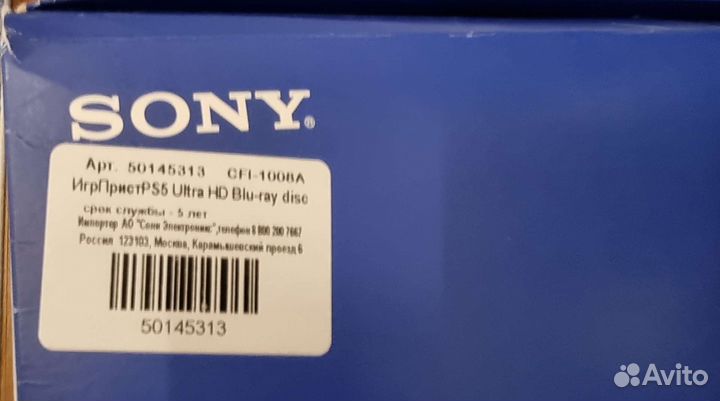 SONY®
Арт. 50145313 CFI-1008A
ИгрПристPS5 Ultra HD Blu-ray disc
срок службы - 5 лет
Импортер АО "Сони Электроникс",телефон 8 800 200 7667
Россия 123103, Москва, Карамышевский проезд 6
50145313
Avito